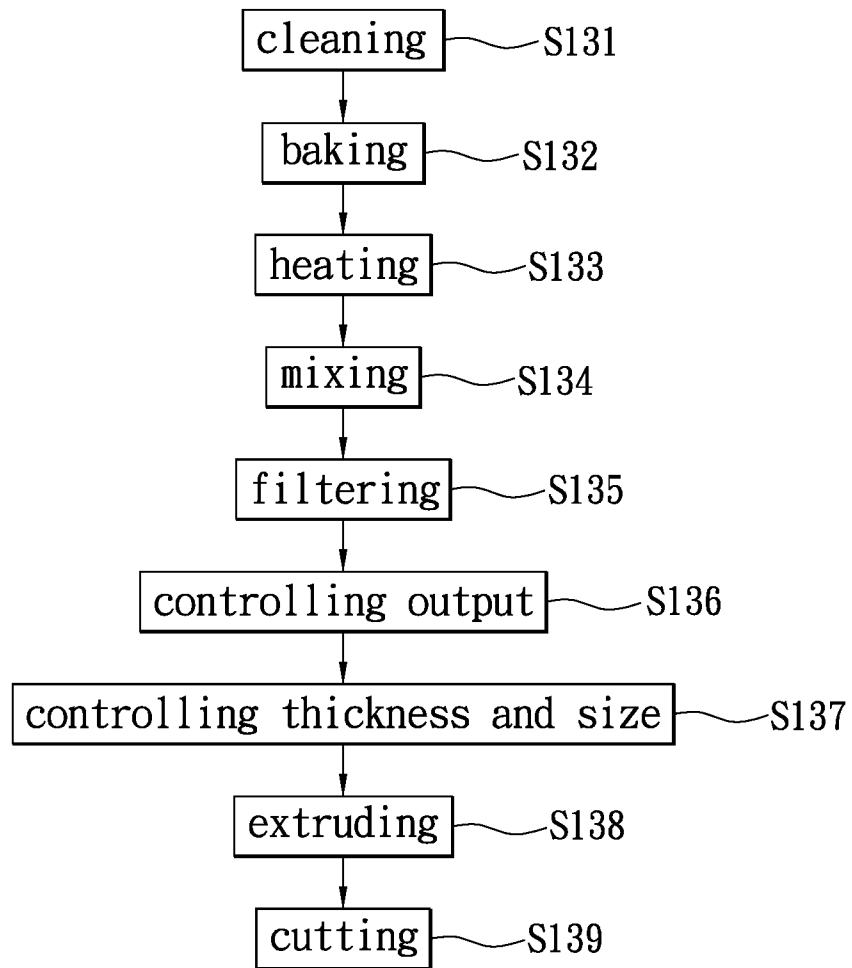 cleaning S131
baking S132
heating S133
mixing S134
filtering S135
controlling output S136
controlling thickness and size S137
extruding S138
cutting S139